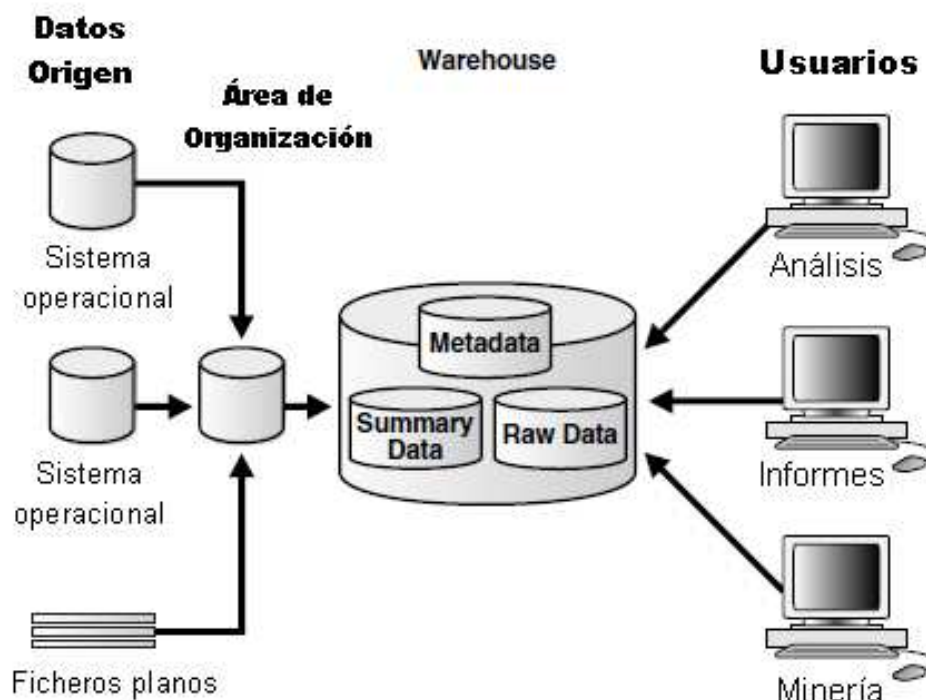 Datos
Origen
Área de
Organización
Warehouse
Usuarios
Sistema
operacional
Sistema
operacional
Ficheros planos
Metadata
Summary
Data
Raw Data
Análisis
Informes
Minería